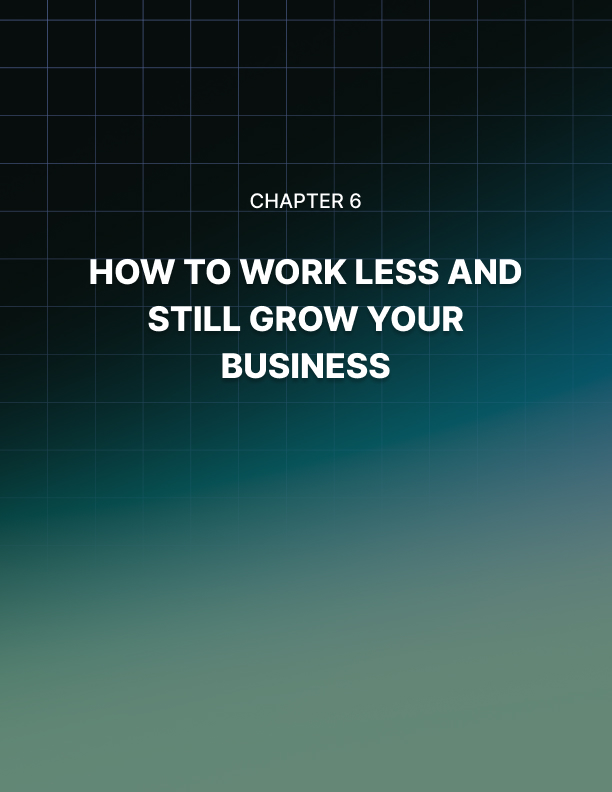 CHAPTER 6
HOW TO WORK LESS AND
STILL GROW YOUR
BUSINESS